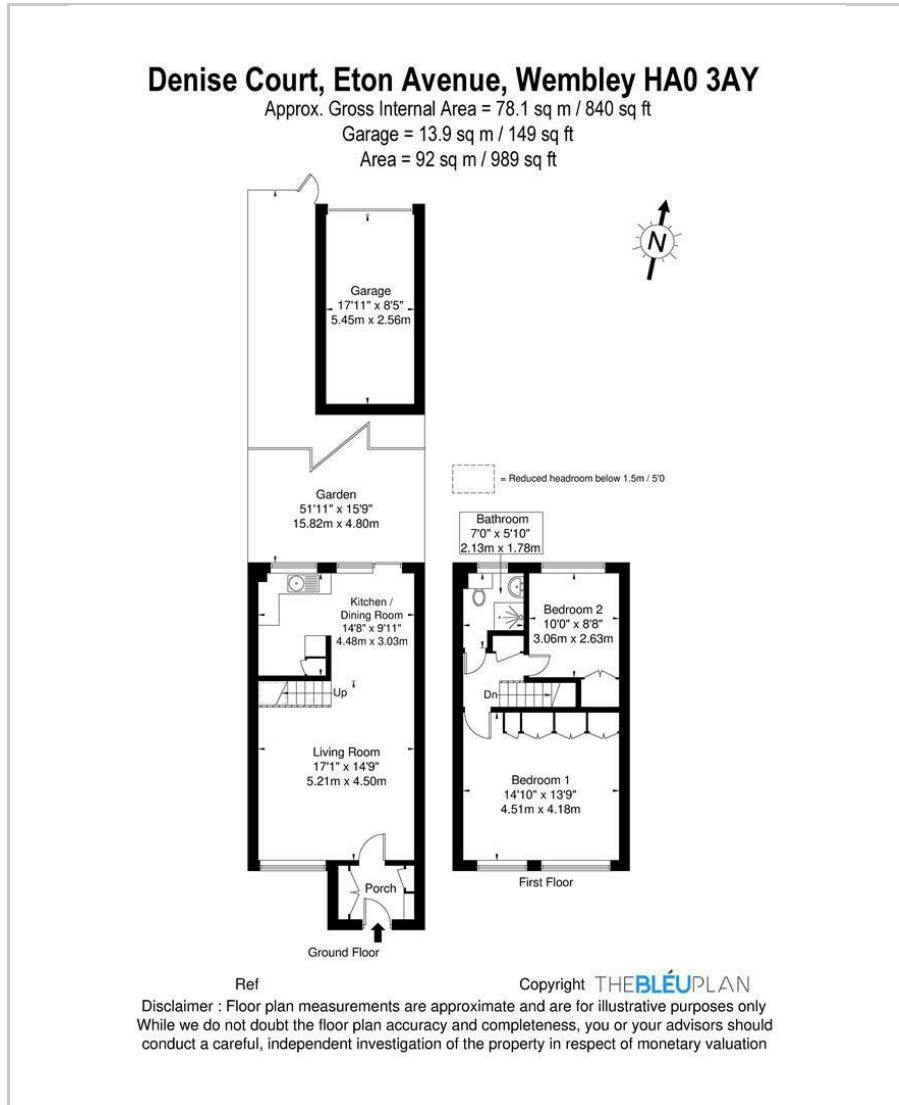 Denise Court, Eton Avenue, Wembley HA0 3AY
Approx. Gross Internal Area = 78.1 sq m / 840 sq ft
Garage = 13.9 sq m / 149 sq ft
Area = 92 sq m / 989 sq ft
N
Garage
17'11" x 8'5"
5.45m x 2.56m
= Reduced headroom below 1.5m / 5'0
Garden
51'11" x 15'9"
15.82m x 4.80m
Bathroom
7'0" x 5'10"
2.13m x 1.78m
Kitchen /
Dining Room
14'8" x 9'11"
4.48m x 3.03m
Bedroom 2
10'0" x 8'8"
3.06m x 2.63m
Up
Dn
Living Room
17'1" x 14'9"
5.21m x 4.50m
Bedroom 1
14'10" x 13'9"
4.51m x 4.18m
Porch
First Floor
Ground Floor
Ref
Copyright THEBLÉUPLAN
Disclaimer : Floor plan measurements are approximate and are for illustrative purposes only
While we do not doubt the floor plan accuracy and completeness, you or your advisors should
conduct a careful, independent investigation of the property in respect of monetary valuation